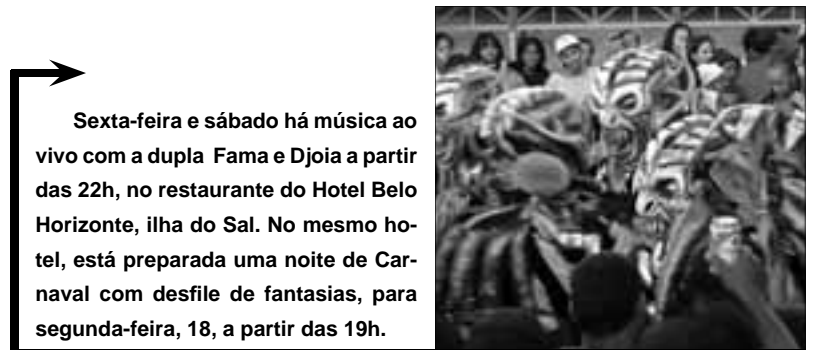 Sexta-feira e sábado há música ao
vivo com a dupla Fama e Djoia a partir
das 22h, no restaurante do Hotel Belo
Horizonte, ilha do Sal. No mesmo ho-
tel, está preparada uma noite de Car-
naval com desfile de fantasias, para
segunda-feira, 18, a partir das 19h.